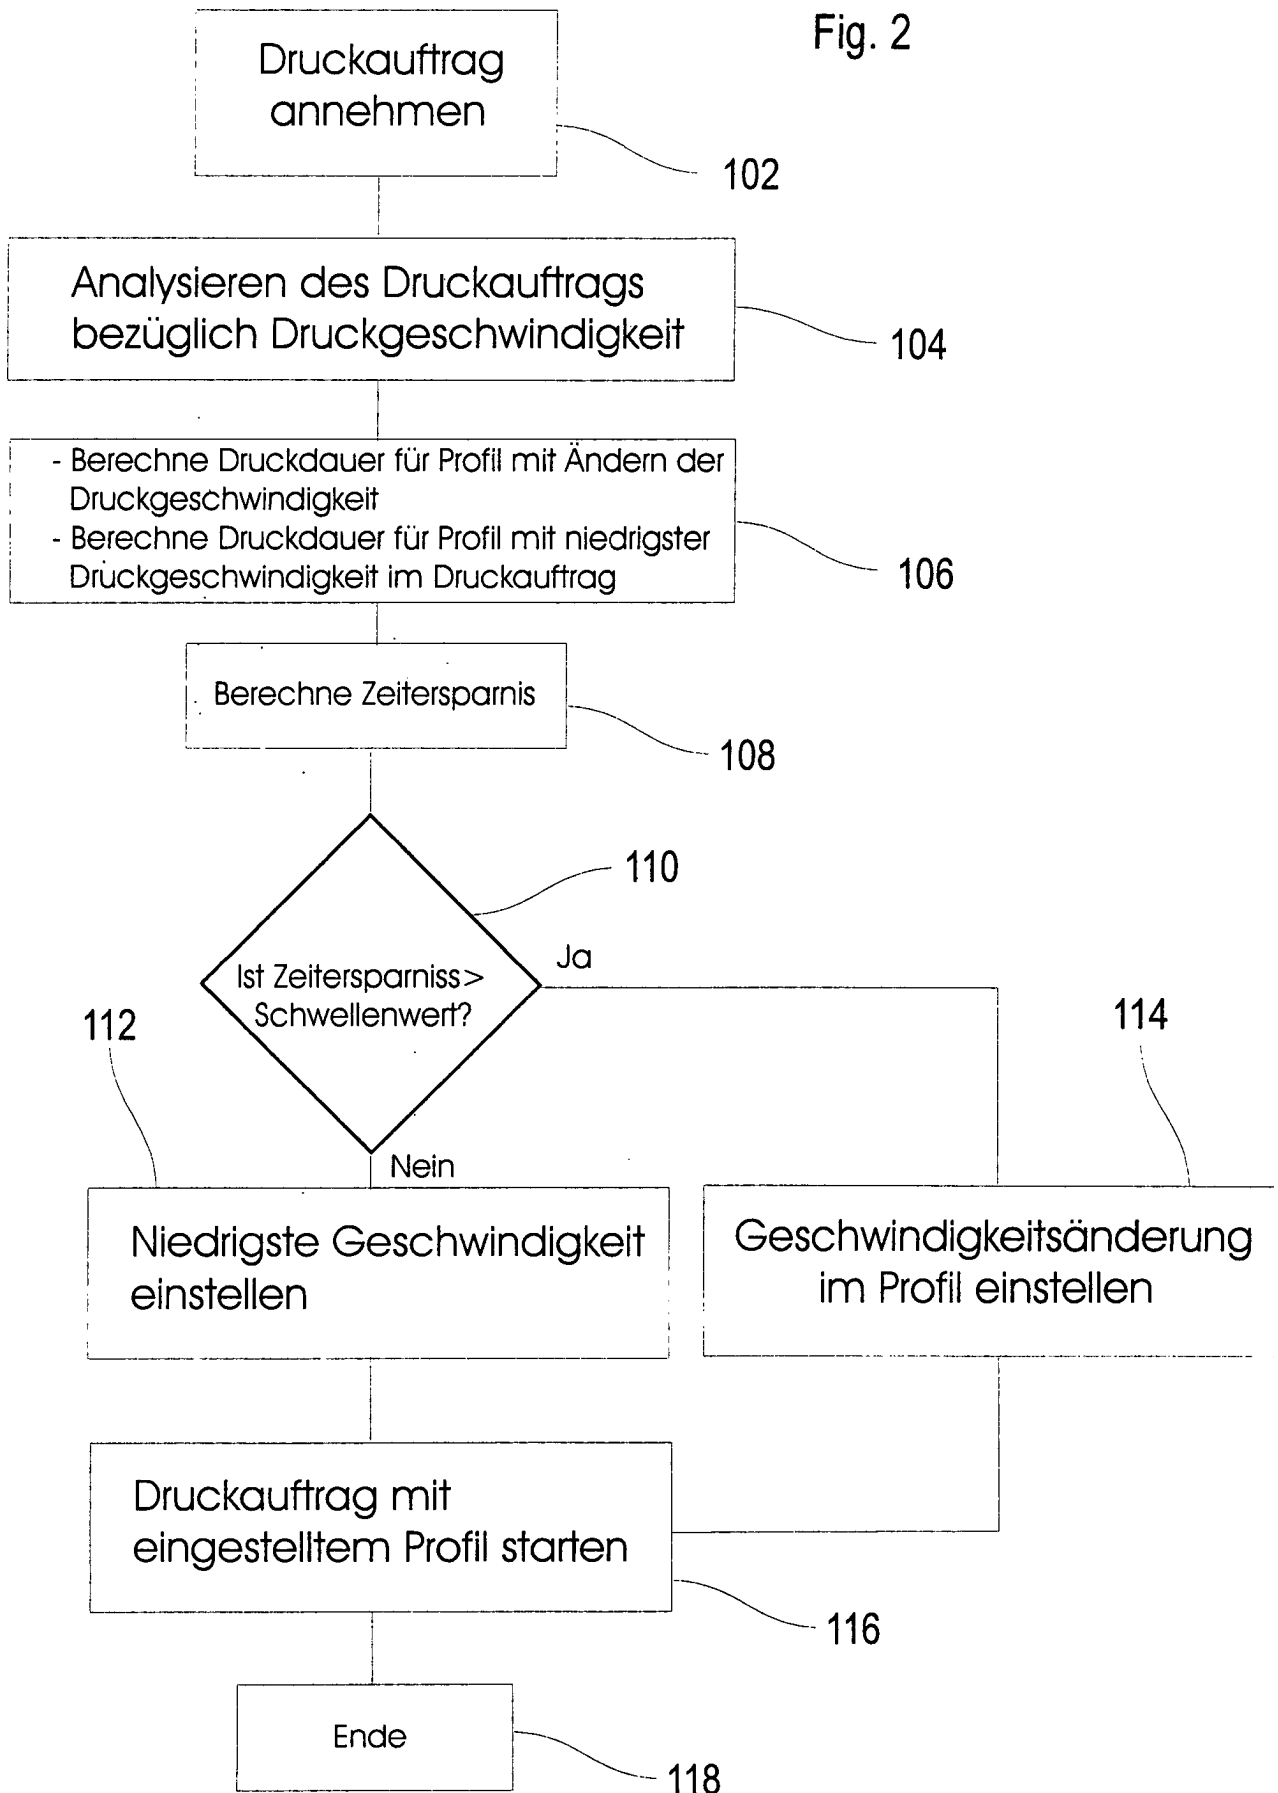 Fig. 2
Druckauftrag
annehmen
102
Analysieren des Druckauftrags
bezüglich Druckgeschwindigkeit
104
- Berechne Druckdauer für Profil mit Ändern der
Druckgeschwindigkeit
- Berechne Druckdauer für Profil mit niedrigster
Druckgeschwindigkeit im Druckauftrag
106
Berechne Zeitersparnis
108
110
Ist Zeitersparniss>
Schwellenwert?
Ja
112
114
Nein
Niedrigste Geschwindigkeit
einstellen
Geschwindigkeitsänderung
im Profil einstellen
Druckauftrag mit
eingestelltem Profil starten
116
Ende
118